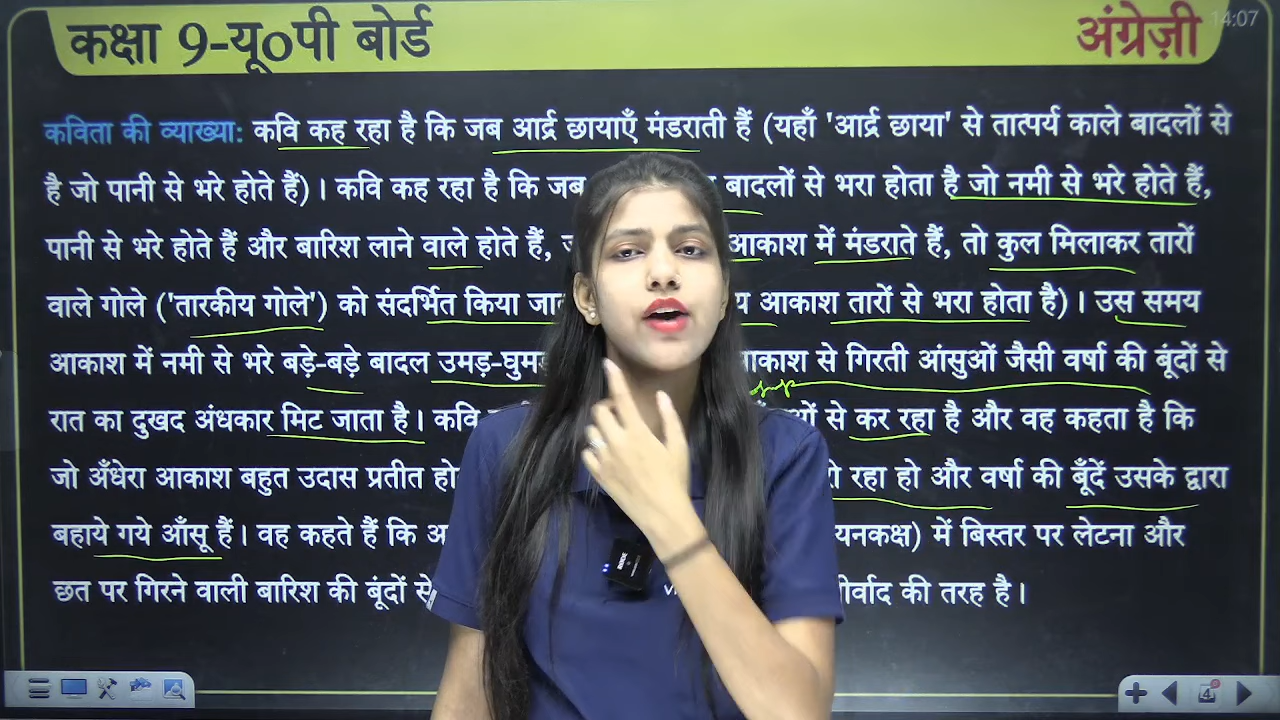 कक्षा 9-यू०पी बोर्ड
अंग्रेज़ी
14:07
कविता की व्याख्या: कवि कह रहा है कि जब आर्द्र छायाएँ मंडराती हैं (यहाँ 'आर्द्र छाया' से तात्पर्य काले बादलों से
है जो पानी से भरे होते हैं)। कवि कह रहा है कि जब बादलों से भरा होता है जो नमी से भरे होते हैं,
पानी से भरे होते हैं और बारिश लाने वाले होते हैं, आकाश में मंडराते हैं, तो कुल मिलाकर तारों
वाले गोले ('तारकीय गोले') को संदर्भित किया आकाश तारों से भरा होता है)। उस समय
आकाश में नमी से भरे बड़े-बड़े बादल से गिरती आंसुओं जैसी वर्षा की बूंदों से
रात का दुखद अंधकार मिट जाता है। कवि से कर रहा है और वह कहता है कि
जो अँधेरा आकाश बहुत उदास प्रतीत रहा हो और वर्षा की बूँदें उसके द्वारा
बहाये गये आँसू हैं। वह कहते हैं कि में बिस्तर पर लेटना और
छत पर गिरने वाली बारिश की बूंदों से की तरह है।
4